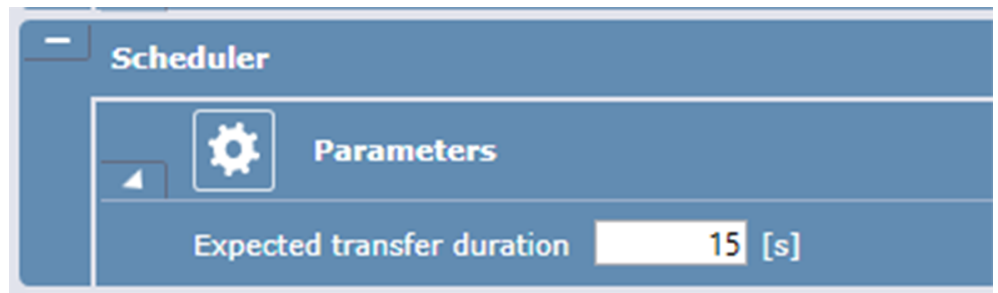 Scheduler
Parameters
Expected transfer duration 15 [s]